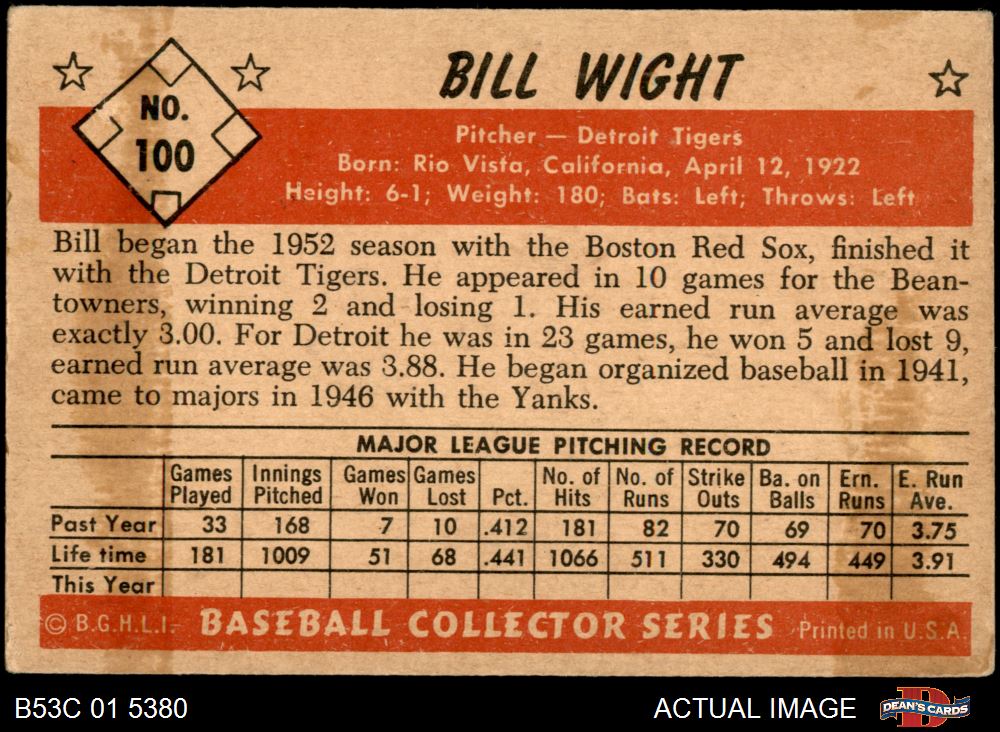 NO.
100
BILL WIGHT
Pitcher — Detroit Tigers
Born: Rio Vista, California, April 12, 1922
Height: 6-1; Weight: 180; Bats: Left; Throws: Left
Bill began the 1952 season with the Boston Red Sox, finished it
with the Detroit Tigers. He appeared in 10 games for the Bean-
towners, winning 2 and losing 1. His earned run average was
exactly 3.00. For Detroit he was in 23 games, he won 5 and lost 9,
earned run average was 3.88. He began organized baseball in 1941,
came to majors in 1946 with the Yanks.
MAJOR LEAGUE PITCHING RECORD
Games Played Innings Pitched Games Won Games Lost Pct. No. of Hits No. of Runs Strike Outs Ba. on Balls Ern. Runs E. Run Ave.
Past Year 33 168 7 10 .412 181 82 70 69 70 3.75
Life time 181 1009 51 68 .441 1066 511 330 494 449 3.91
This Year
© B.G.H.L.I. BASEBALL COLLECTOR SERIES Printed in U.S.A.
B53C 01 5380 ACTUAL IMAGE DEAN'S CARDS